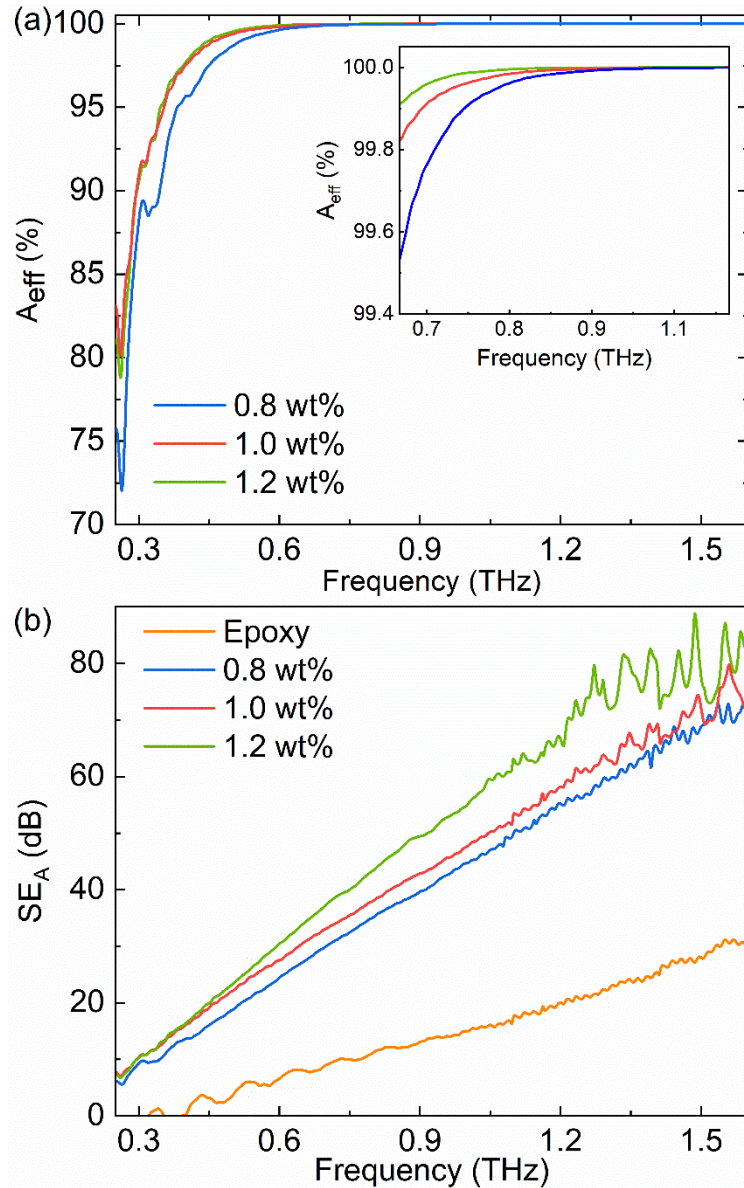 (a)
100
95
90
85
80
75
70
A_eff (%)
0.3 0.6 0.9 1.2 1.5
Frequency (THz)
0.8 wt%
1.0 wt%
1.2 wt%
100.0
99.8
99.6
99.4
A_eff (%)
0.7 0.8 0.9 1.1
Frequency (THz)
(b)
80
60
40
20
0
SE_A (dB)
Epoxy
0.8 wt%
1.0 wt%
1.2 wt%
0.3 0.6 0.9 1.2 1.5
Frequency (THz)